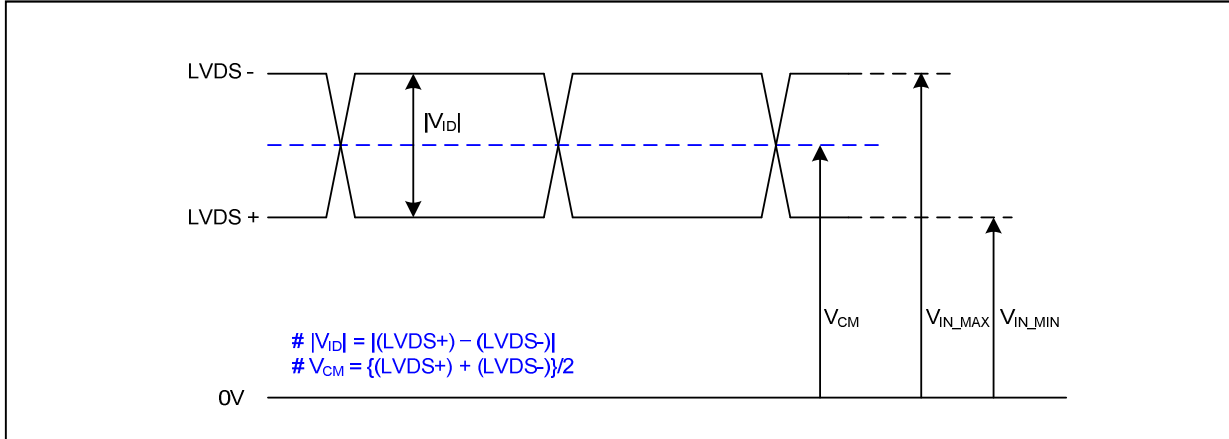 LVDS -
|VID|
LVDS +
VCM
VIN_MAX
VIN_MIN
# |VID| = |(LVDS+) – (LVDS-)|
# VCM = {(LVDS+) + (LVDS-)}/2
0V